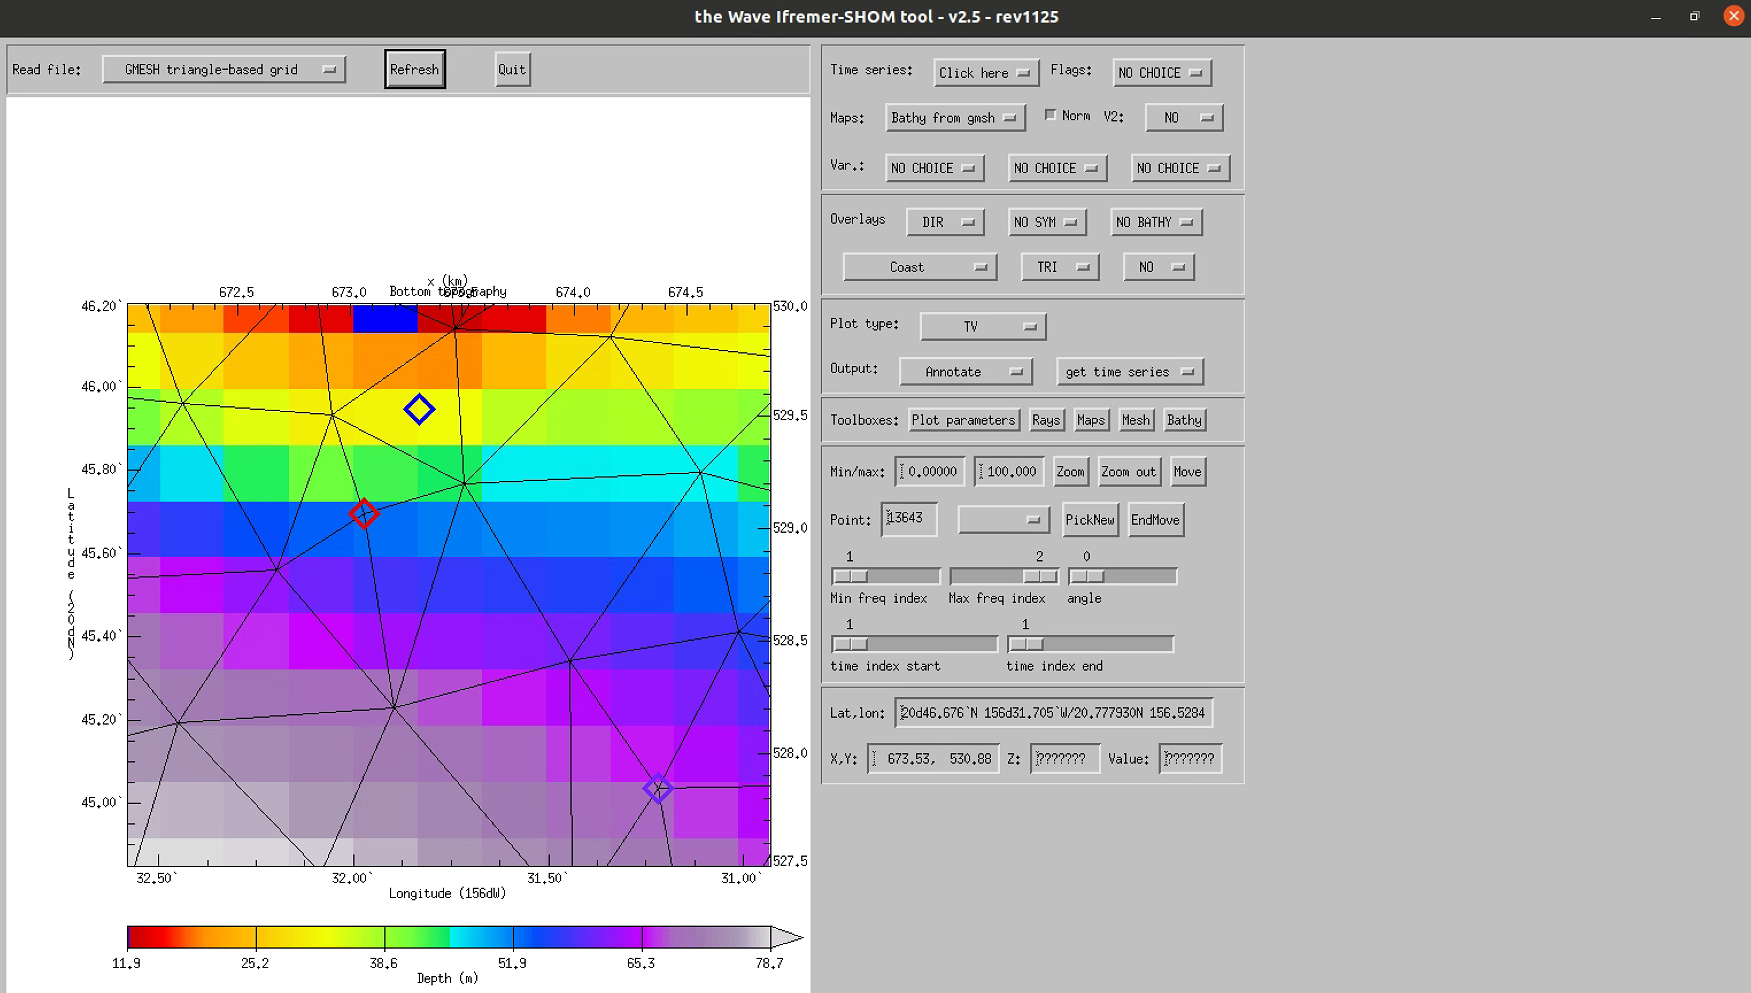 the Wave Ifremer-SHOM tool - v2.5 - rev1125
Read file: GMESH triangle-based grid Refresh Quit
x (km)
672.5 673.0 673.5 674.0 674.5
Bottom topography
46.20`
46.00`
45.80`
45.60`
45.40`
45.20`
45.00`
Latitude (20dN)
530.0
529.5
529.0
528.5
528.0
527.5
32.50` 32.00` 31.50` 31.00`
Longitude (156dW)
11.9 25.2 38.6 51.9 65.3 78.7
Depth (m)
Time series: Click here Flags: NO CHOICE
Maps: Bathy from gmsh Norm V2: NO
Var.: NO CHOICE NO CHOICE NO CHOICE
Overlays DIR NO SYM NO BATHY
Coast TRI NO
Plot type: TV
Output: Annotate get time series
Toolboxes: Plot parameters Rays Maps Mesh Bathy
Min/max: 0.00000 100.000 Zoom Zoom out Move
Point: 13643 PickNew EndMove
1 2 0
Min freq index Max freq index angle
1 1
time index start time index end
Lat,lon: 20d46.676`N 156d31.705`W/20.777930N 156.5284
X,Y: 673.53, 530.88 Z: ??????? Value: ???????